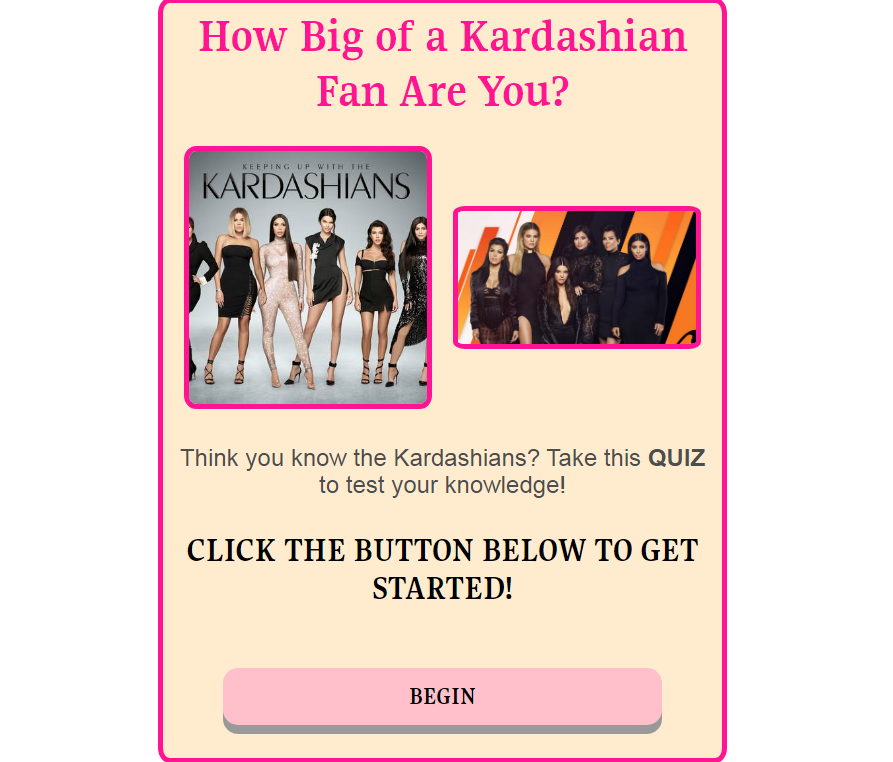 How Big of a Kardashian
Fan Are You?
KEEPING UP WITH THE
KARDASHIANS
Think you know the Kardashians? Take this QUIZ
to test your knowledge!
CLICK THE BUTTON BELOW TO GET
STARTED!
BEGIN